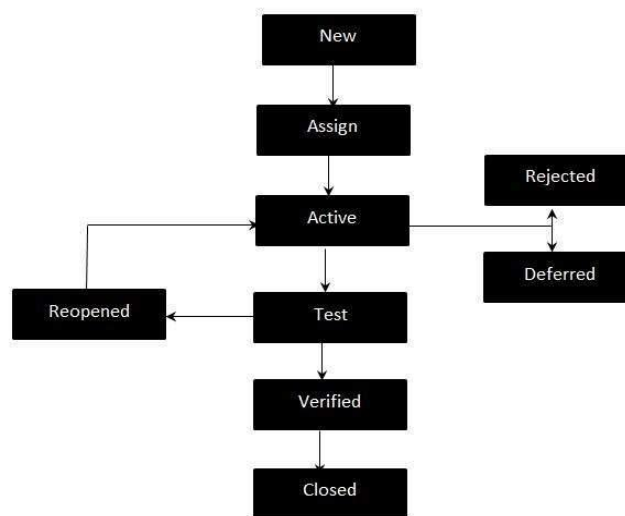 New
Assign
Rejected
Active
Deferred
Reopened
Test
Verified
Closed